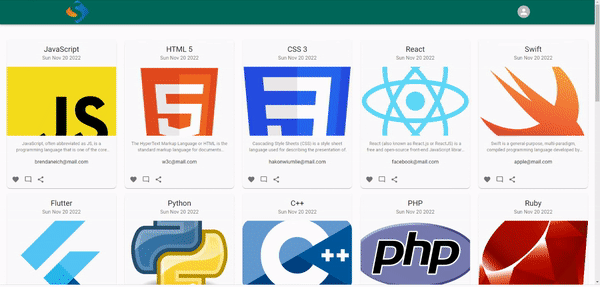 JavaScript
Sun Nov 20 2022
JS
JavaScript, often abbreviated as JS, is a
programming language that is one of the core...
brendaneich@mail.com
HTML 5
Sun Nov 20 2022
5
The HyperText Markup Language or HTML is the
standard markup language for documents...
w3c@mail.com
CSS 3
Sun Nov 20 2022
Cascading Style Sheets (CSS) is a style sheet
language used for describing the presentation of
hakonwiumlie@mail.com
React
Sun Nov 20 2022
React (also known as React.js or ReactJS) is a
free and open-source front-end JavaScript librar...
facebook@mail.com
Swift
Sun Nov 20 2022
Swift is a general-purpose, multi-paradigm,
compiled programming language developed by...
apple@mail.com
Flutter
Sun Nov 20 2022
Python
Sun Nov 20 2022
C++
Sun Nov 20 2022
C++
PHP
Sun Nov 20 2022
php
Ruby
Sun Nov 20 2022